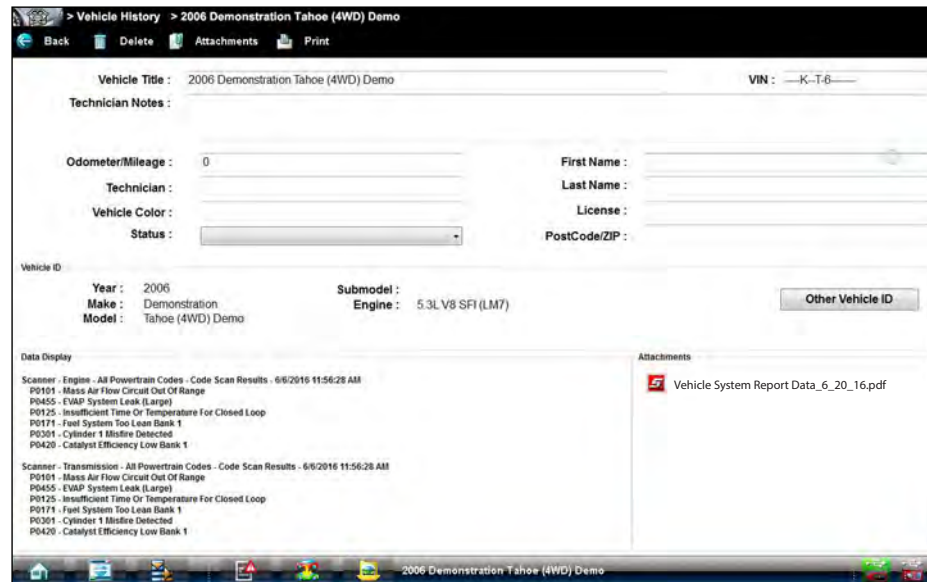 > Vehicle History > 2006 Demonstration Tahoe (4WD) Demo
Back Delete Attachments Print
Vehicle Title : 2006 Demonstration Tahoe (4WD) Demo VIN : ----K--T-6-------
Technician Notes :
Odometer/Mileage : 0 First Name :
Technician : Last Name :
Vehicle Color : License :
Status : PostCode/ZIP :
Vehicle ID
Year : 2006 Submodel :
Make : Demonstration Engine : 5.3L V8 SFI (LM7) Other Vehicle ID
Model : Tahoe (4WD) Demo
Data Display Attachments
Scanner - Engine - All Powertrain Codes - Code Scan Results - 6/6/2016 11:56:28 AM Vehicle System Report Data_6_20_16.pdf
P0101 - Mass Air Flow Circuit Out Of Range
P0455 - EVAP System Leak (Large)
P0125 - Insufficient Time Or Temperature For Closed Loop
P0171 - Fuel System Too Lean Bank 1
P0301 - Cylinder 1 Misfire Detected
P0420 - Catalyst Efficiency Low Bank 1
Scanner - Transmission - All Powertrain Codes - Code Scan Results - 6/6/2016 11:56:28 AM
P0101 - Mass Air Flow Circuit Out Of Range
P0455 - EVAP System Leak (Large)
P0125 - Insufficient Time Or Temperature For Closed Loop
P0171 - Fuel System Too Lean Bank 1
P0301 - Cylinder 1 Misfire Detected
P0420 - Catalyst Efficiency Low Bank 1
2006 Demonstration Tahoe (4WD) Demo